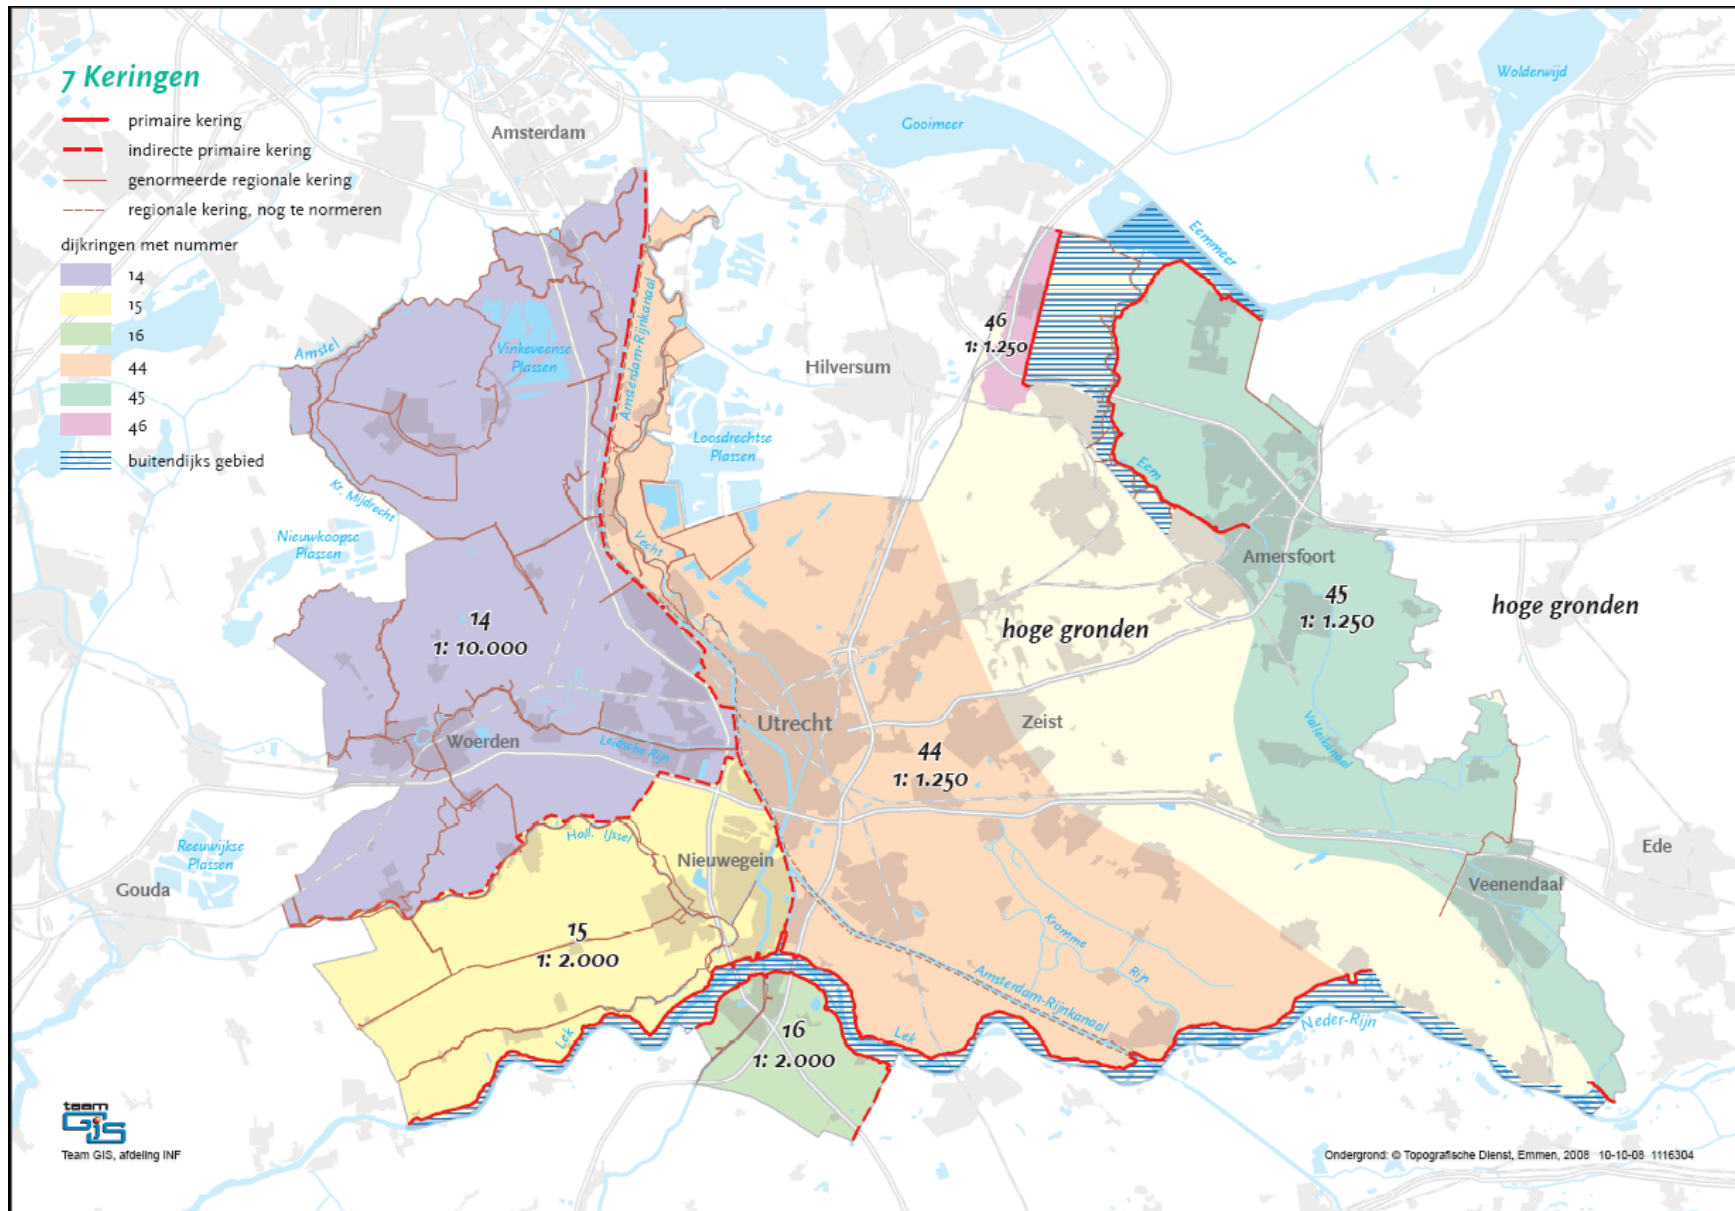 7 Keringen
primaire kering
indirecte primaire kering
genormeerde regionale kering
regionale kering, nog te normeren
dijkringen met nummer
14
15
16
44
45
46
buitendijks gebied
Amsterdam
Gooimeer
Wolderwijd
Eemmeer
Amstel
Vinkeveense
Plassen
Amsterdam-Rijnkanaal
Hilversum
46
1: 1.250
Loosdrechtse
Plassen
Eem
Kr. Mijdrecht
Nieuwkoopse
Plassen
Vecht
Amersfoort
14
1: 10.000
hoge gronden
45
1: 1.250
hoge gronden
Utrecht
Zeist
Woerden
Leidsche Rijn
44
1: 1.250
Valleikanaal
Holl. IJssel
Reeuwijkse
Plassen
Gouda
Nieuwegein
Ede
Veenendaal
15
1: 2.000
Kromme
Rijn
Amsterdam-Rijnkanaal
Lek
16
1: 2.000
Lek
Neder-Rijn
team
GIS
Team GIS, afdeling INF
Ondergrond: © Topografische Dienst, Emmen, 2008 10-10-08 1116304